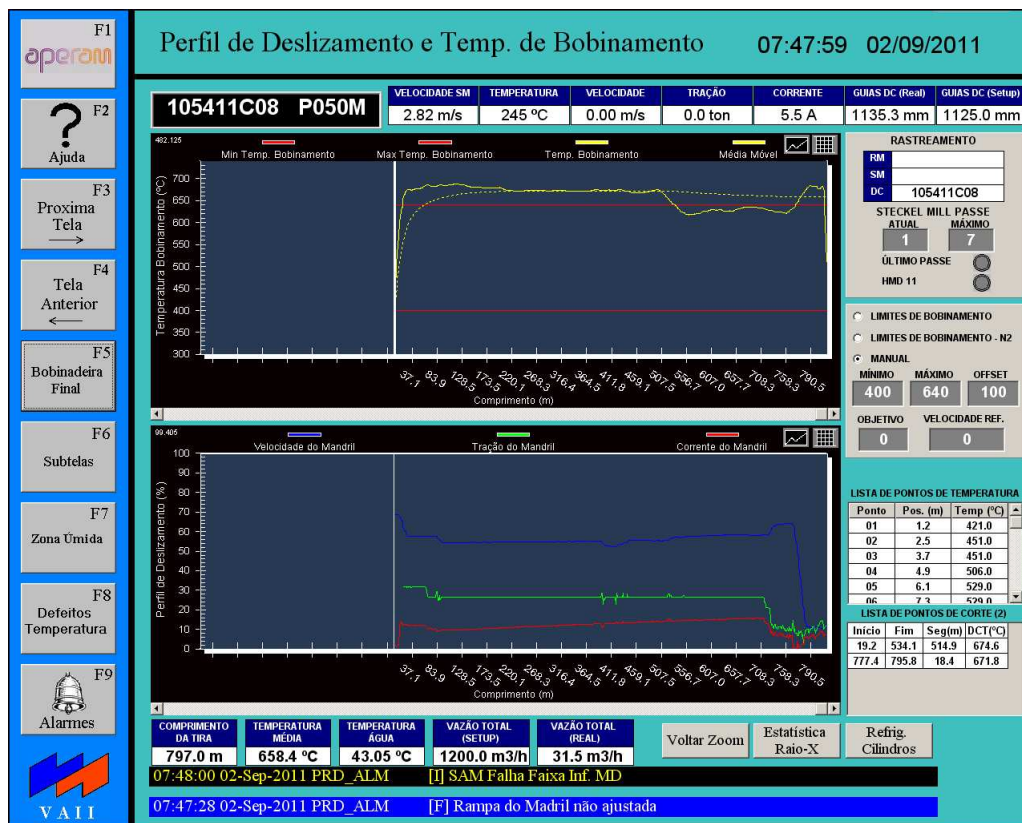 F1
aperam
F2
Ajuda
F3
Proxima
Tela
F4
Tela
Anterior
F5
Bobinadeira
Final
F6
Subtelas
F7
Zona Úmida
F8
Defeitos
Temperatura
F9
Alarmes
VAII
Perfil de Deslizamento e Temp. de Bobinamento 07:47:59 02/09/2011
105411C08 P050M
VELOCIDADE SM TEMPERATURA VELOCIDADE TRAÇÃO CORRENTE GUIAS DC (Real) GUIAS DC (Setup)
2.82 m/s 245 ºC 0.00 m/s 0.0 ton 5.5 A 1135.3 mm 1125.0 mm
482.125
Min Temp. Bobinamento Max Temp. Bobinamento Temp. Bobinamento Média Móvel
Temperatura Bobinamento (ºC)
700
650
600
550
500
450
400
350
300
37.1 83.9 128.5 173.5 220.1 268.3 316.4 364.5 411.8 459.1 507.5 556.7 607.0 657.7 708.3 758.3 790.5
Comprimento (m)
99.405
Velocidade do Mandril Tração do Mandril Corrente do Mandril
Perfil de Deslizamento (%)
100
90
80
70
60
50
40
30
20
10
0
37.1 83.9 128.5 173.5 220.1 268.3 316.4 364.5 411.8 459.1 507.5 556.7 607.0 657.7 708.3 758.3 790.5
Comprimento (m)
RASTREAMENTO
RM
SM
DC 105411C08
STECKEL MILL PASSE
ATUAL MÁXIMO
1 7
ÚLTIMO PASSE
HMD 11
LIMITES DE BOBINAMENTO
LIMITES DE BOBINAMENTO - N2
MANUAL
MÍNIMO MÁXIMO OFFSET
400 640 100
OBJETIVO VELOCIDADE REF.
0 0
LISTA DE PONTOS DE TEMPERATURA
Ponto Pos. (m) Temp (ºC)
01 1.2 421.0
02 2.5 451.0
03 3.7 451.0
04 4.9 506.0
05 6.1 529.0
06 7.3 529.0
LISTA DE PONTOS DE CORTE (2)
Início Fim Seg(m) DCT(ºC)
19.2 534.1 514.9 674.6
777.4 795.8 18.4 671.8
COMPRIMENTO DA TIRA TEMPERATURA MÉDIA TEMPERATURA ÁGUA VAZÃO TOTAL (SETUP) VAZÃO TOTAL (REAL)
797.0 m 658.4 ºC 43.05 ºC 1200.0 m3/h 31.5 m3/h
Voltar Zoom
Estatística
Raio-X
Refrig.
Cilindros
07:48:00 02-Sep-2011 PRD_ALM [I] SAM Falha Faixa Inf. MD
07:47:28 02-Sep-2011 PRD_ALM [F] Rampa do Madril não ajustada